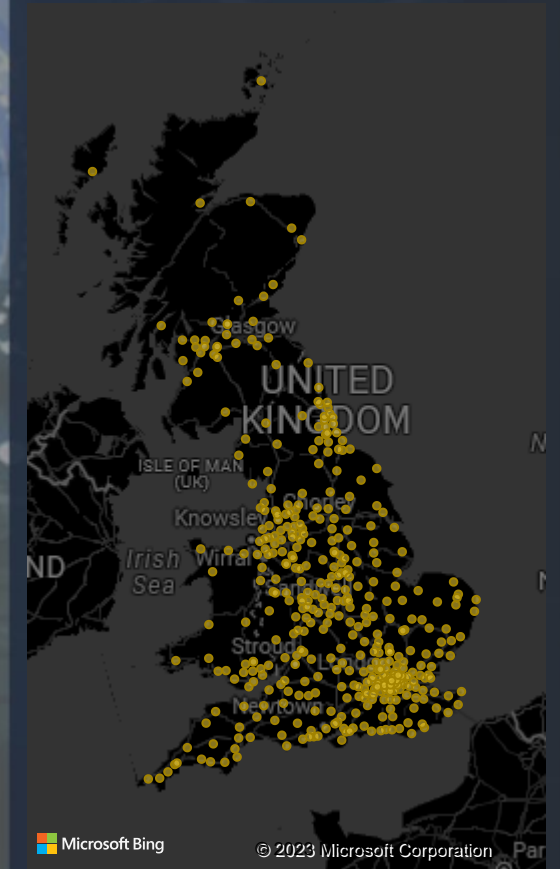 Glasgow
UNITED
KINGDOM
N
ISLE OF MAN
(UK)
Knowsley
Irish
Sea
Wirral
ND
N
Stroud
London
Newtown
Microsoft Bing
© 2023 Microsoft Corporation
Par